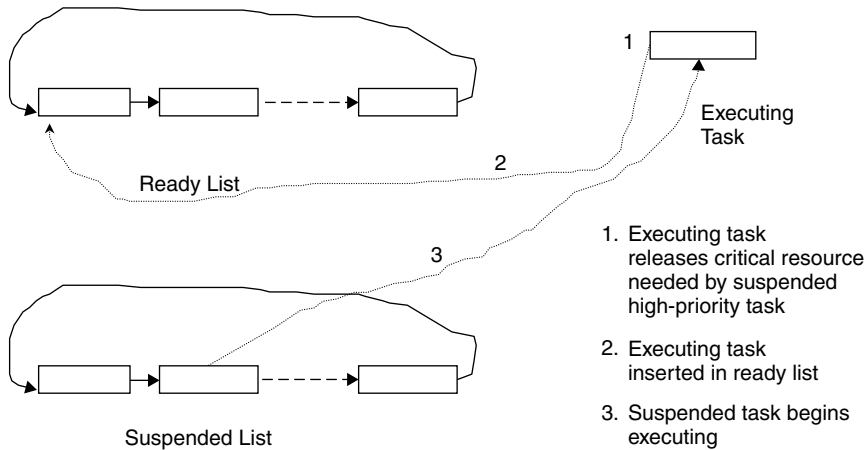 1
Executing
Task
2
Ready List
3
1. Executing task
releases critical resource
needed by suspended
high-priority task
2. Executing task
inserted in ready list
3. Suspended task begins
executing
Suspended List